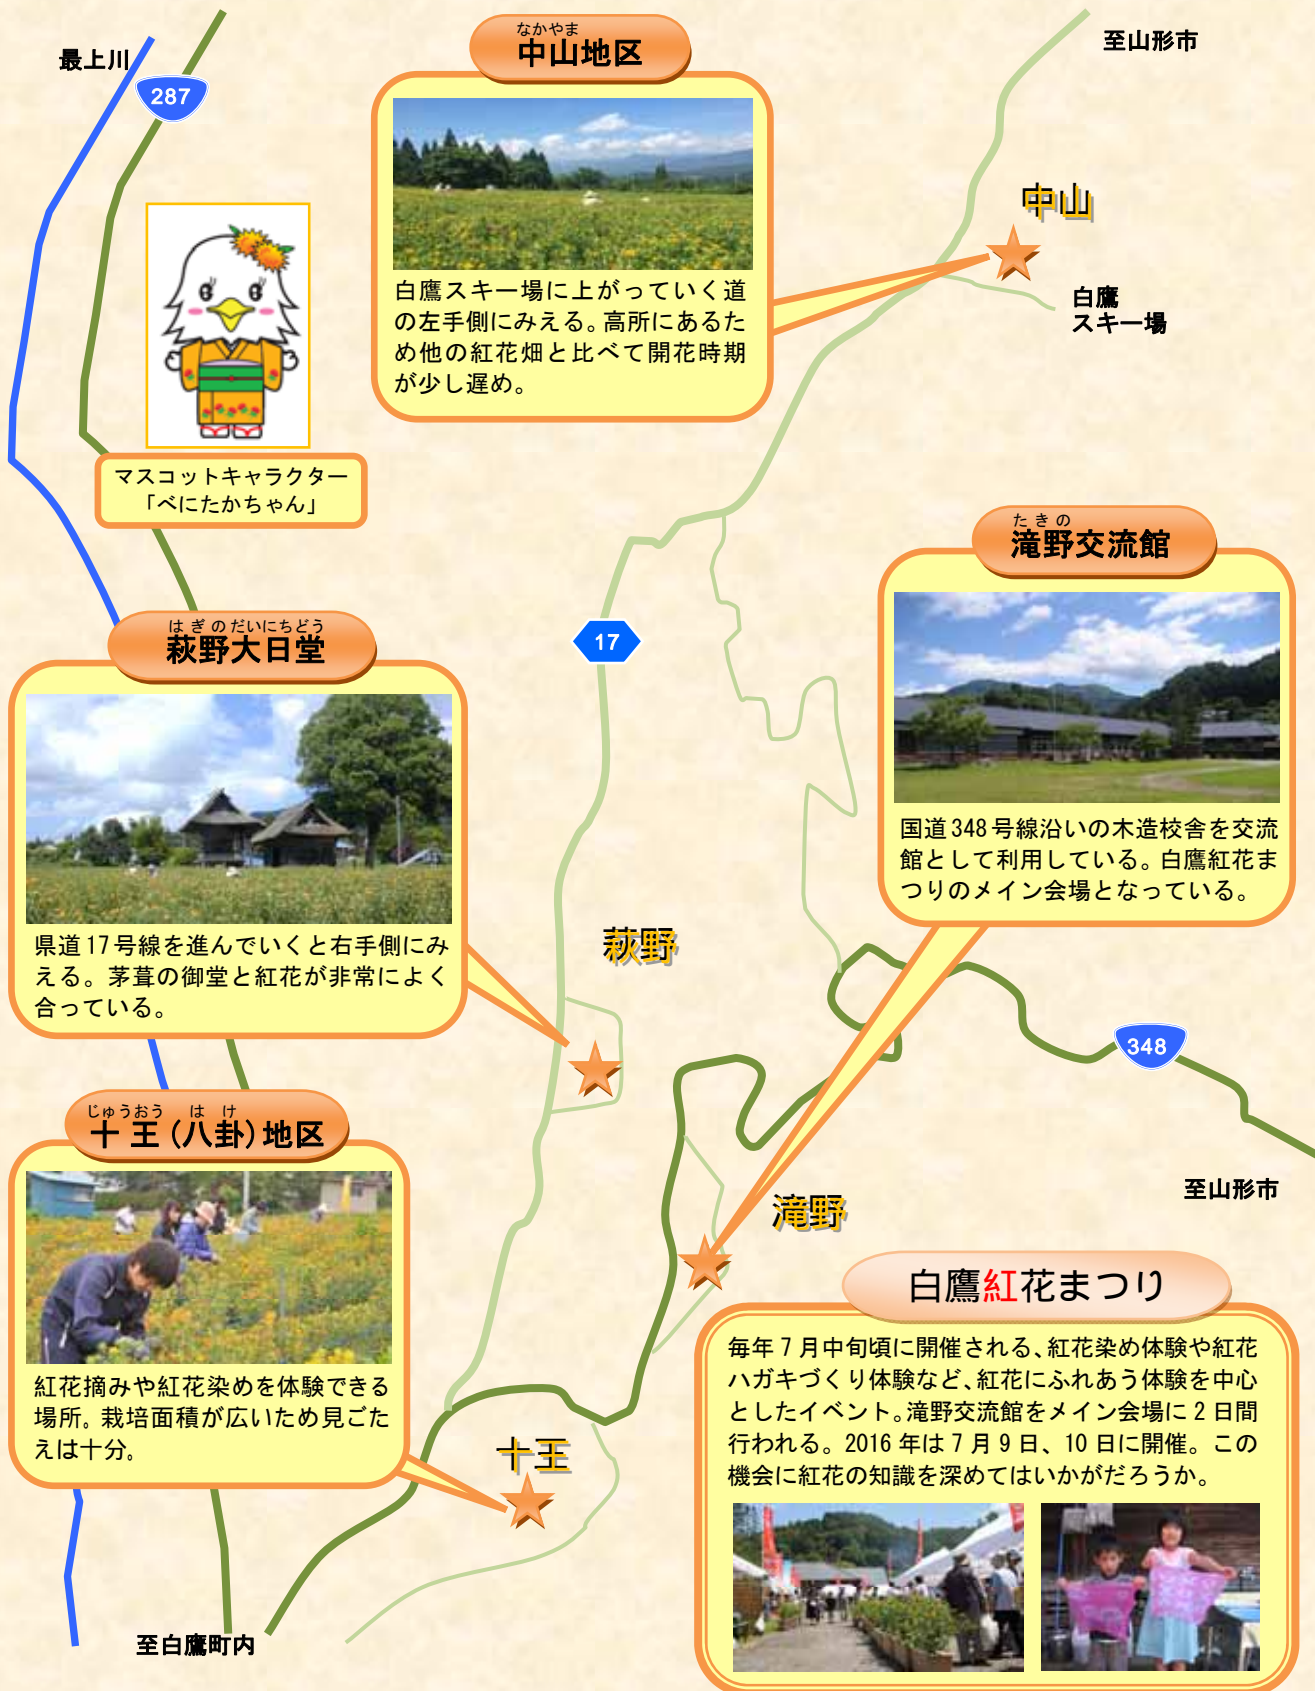 最上川
287
なかやま
中山地区
至山形市
白鷹スキー場に上がっていく道
の左手側にみえる。高所にあるた
め他の紅花畑と比べて開花時期
が少し遅め。
中山
白鷹
スキー場
マスコットキャラクター
「べにたかちゃん」
たきの
滝野交流館
国道348号線沿いの木造校舎を交流
館として利用している。白鷹紅花ま
つりのメイン会場となっている。
17
はぎのだいにちどう
萩野大日堂
県道17号線を進んでいくと右手側にみ
える。茅葺の御堂と紅花が非常によく
合っている。
萩野
348
じゅうおう はけ
十王(八卦)地区
紅花摘みや紅花染めを体験できる
場所。栽培面積が広いため見ごた
えは十分。
至山形市
滝野
十王
白鷹紅花まつり
毎年7月中旬頃に開催される、紅花染め体験や紅花
ハガキづくり体験など、紅花にふれあう体験を中心
としたイベント。滝野交流館をメイン会場に2日間
行われる。2016年は7月9日、10日に開催。この
機会に紅花の知識を深めてはいかがだろうか。
至白鷹町内